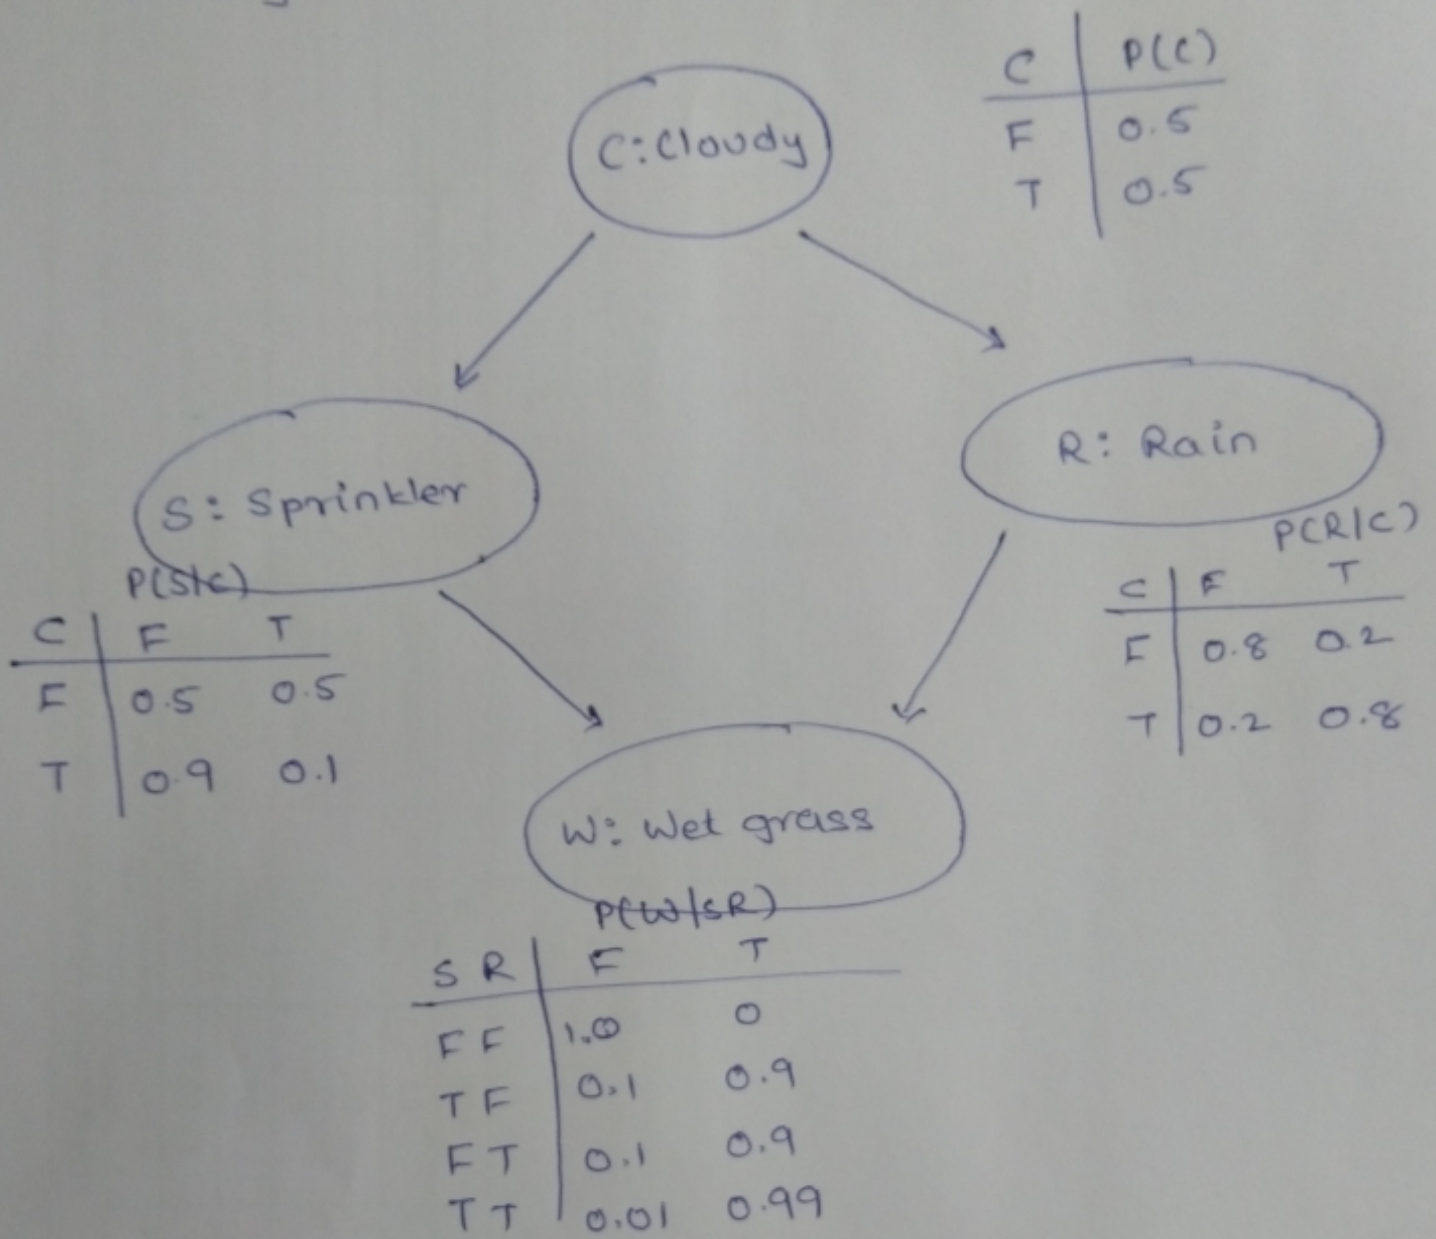 C P(C)
F 0.5
T 0.5
C:Cloudy
S: Sprinkler
R: Rain
P(S/C)
C F T
F 0.5 0.5
T 0.9 0.1
P(R/C)
C F T
F 0.8 0.2
T 0.2 0.8
W: Wet grass
P(W/SR)
S R F T
F F 1.0 0
T F 0.1 0.9
F T 0.1 0.9
T T 0.01 0.99